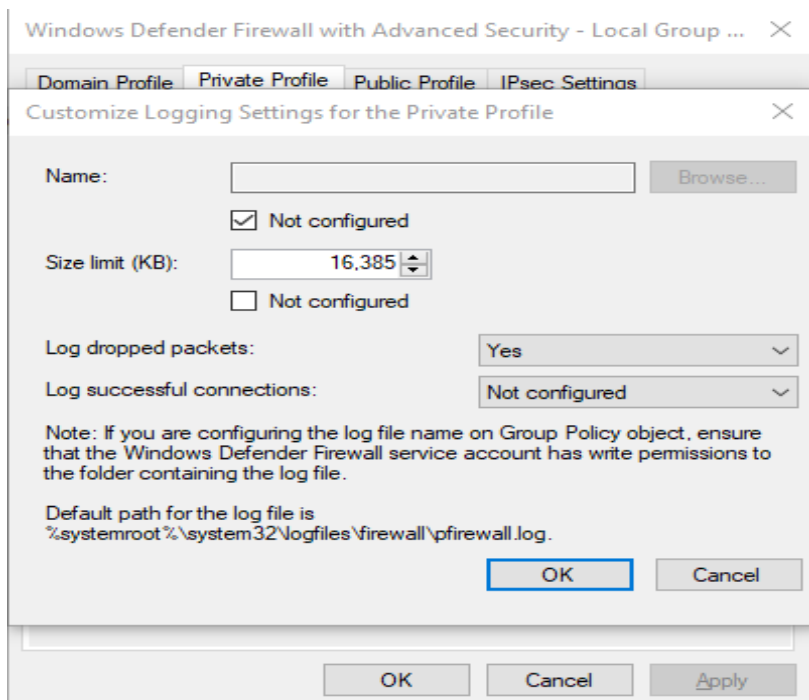 Windows Defender Firewall with Advanced Security - Local Group ...
Domain Profile Private Profile Public Profile IPsec Settings
Customize Logging Settings for the Private Profile
Name: Browse...
Not configured
Size limit (KB): 16,385
Not configured
Log dropped packets: Yes
Log successful connections: Not configured
Note: If you are configuring the log file name on Group Policy object, ensure
that the Windows Defender Firewall service account has write permissions to
the folder containing the log file.
Default path for the log file is
%systemroot%\system32\logfiles\firewall\pfirewall.log.
OK Cancel
OK Cancel Apply